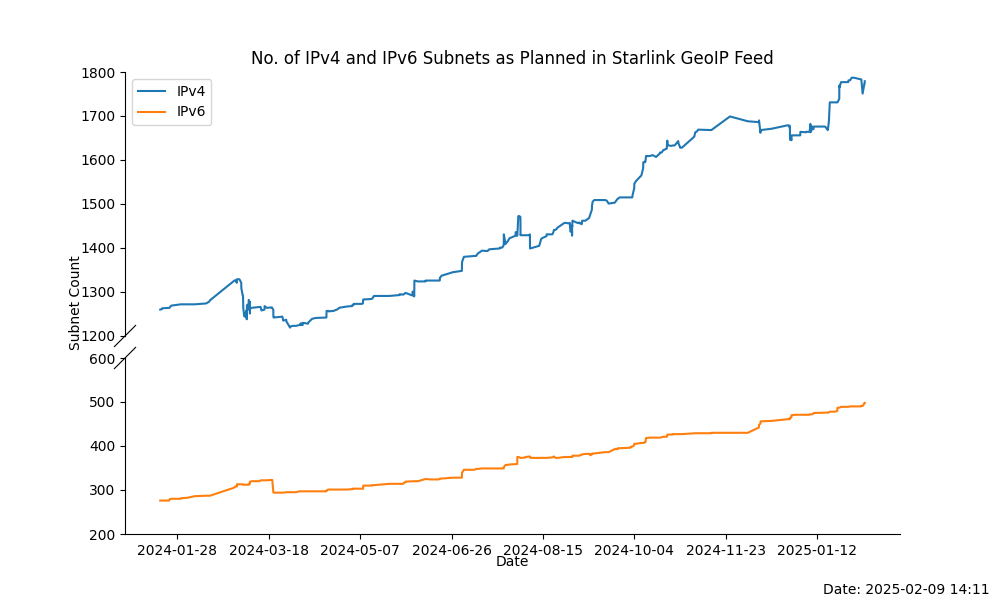 No. of IPv4 and IPv6 Subnets as Planned in Starlink GeoIP Feed
IPv4
IPv6
1800
1700
1600
1500
1400
1300
1200
Subnet Count
600
500
400
300
200
2024-01-28 2024-03-18 2024-05-07 2024-06-26 2024-08-15 2024-10-04 2024-11-23 2025-01-12
Date
Date: 2025-02-09 14:11